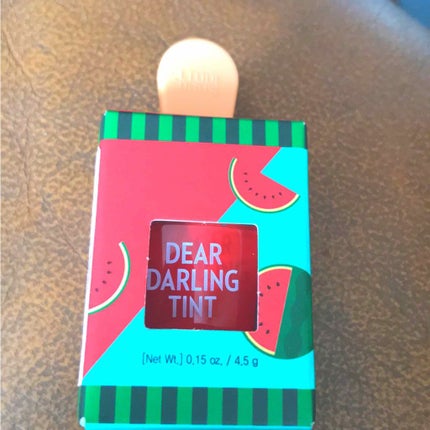 DEAR
DARLING
TINT
[Net Wt.] 0.15 oz. / 4.5 g